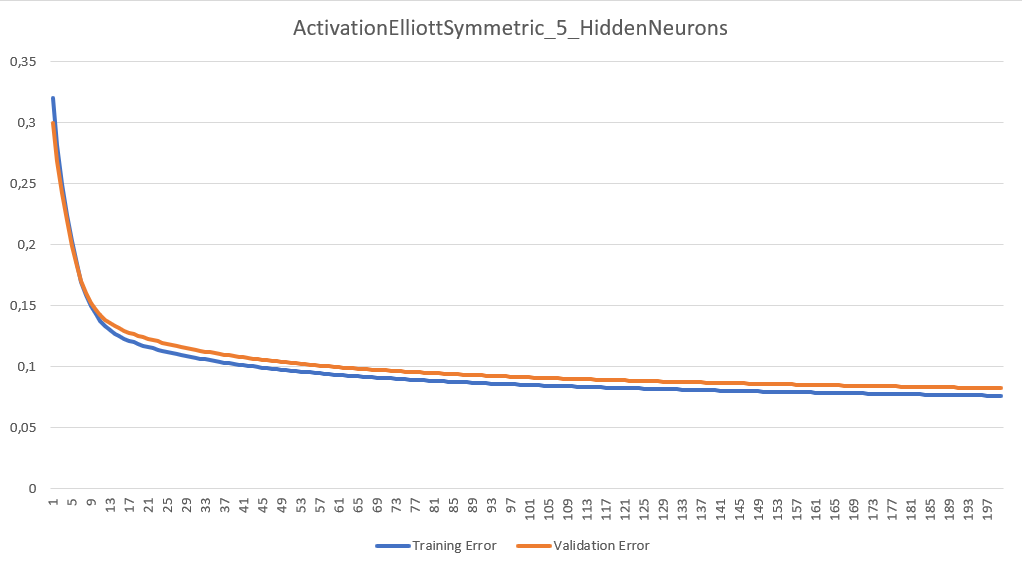 ActivationElliottSymmetric_5_HiddenNeurons
0,35
0,3
0,25
0,2
0,15
0,1
0,05
0
1 5 9 13 17 21 25 29 33 37 41 45 49 53 57 61 65 69 73 77 81 85 89 93 97 101 105 109 113 117 121 125 129 133 137 141 145 149 153 157 161 165 169 173 177 181 185 189 193 197
Training Error Validation Error